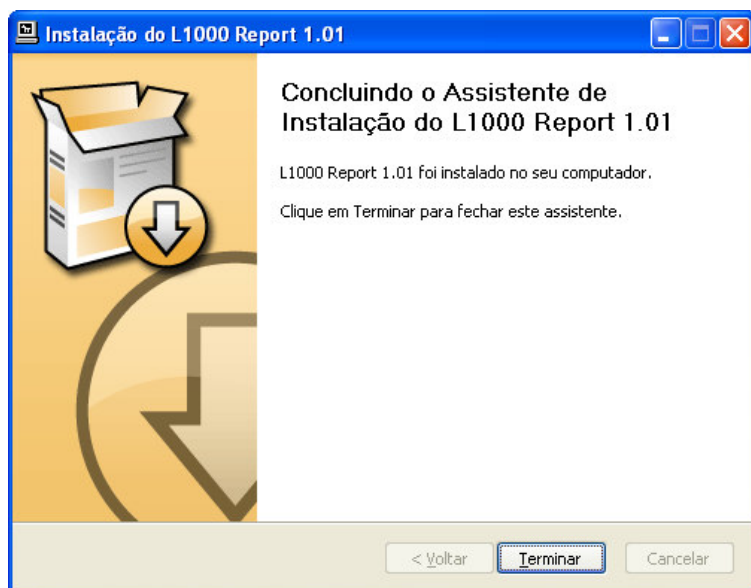 Instalação do L1000 Report 1.01
Concluindo o Assistente de
Instalação do L1000 Report 1.01
L1000 Report 1.01 foi instalado no seu computador.
Clique em Terminar para fechar este assistente.
< Voltar
Terminar
Cancelar